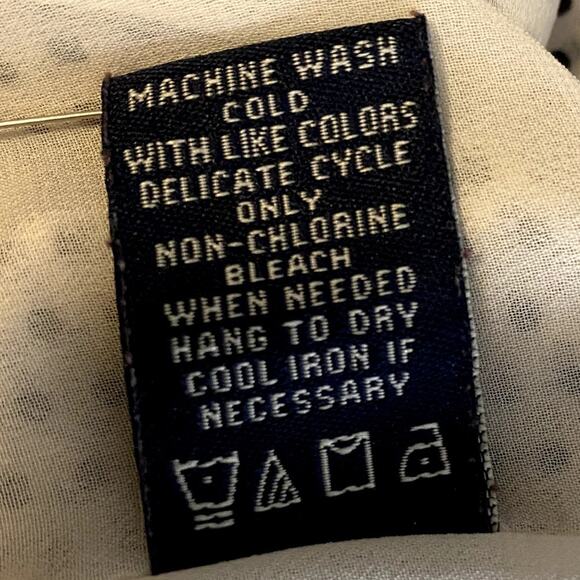 MACHINE WASH
COLD
WITH LIKE COLORS
DELICATE CYCLE
ONLY
NON-CHLORINE
BLEACH
WHEN NEEDED
HANG TO DRY
COOL IRON IF
NECESSARY